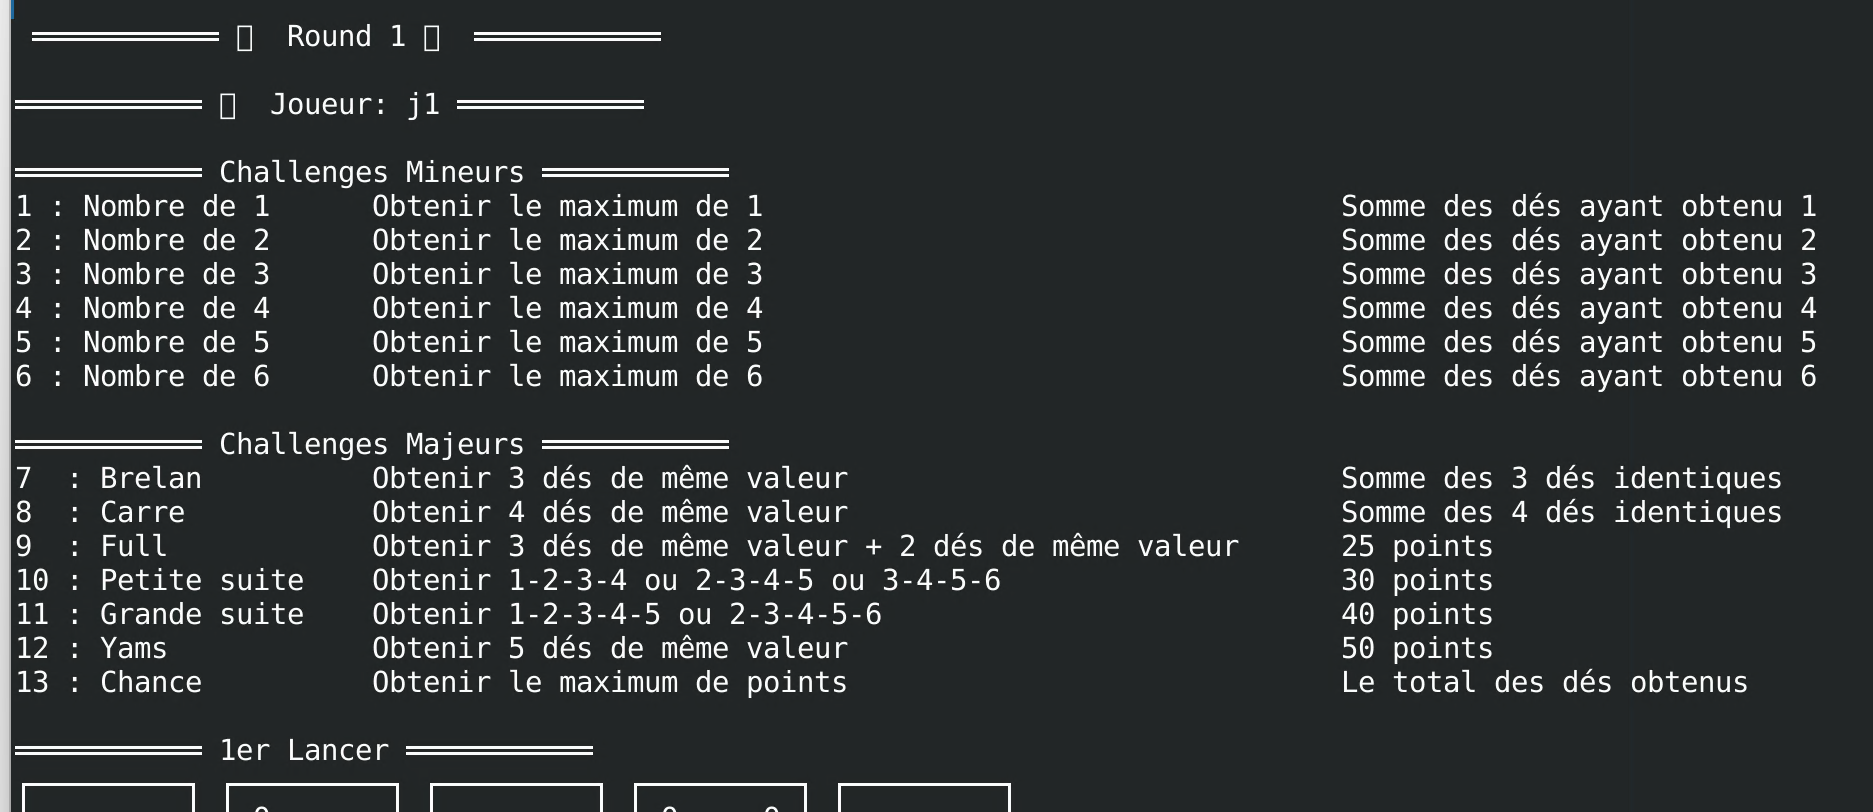 ═══════════ ▯  Round 1 ▯  ═══════════
═══════════ ▯  Joueur: j1 ═══════════
═══════════ Challenges Mineurs ═══════════
1 : Nombre de 1      Obtenir le maximum de 1      Somme des dés ayant obtenu 1
2 : Nombre de 2      Obtenir le maximum de 2      Somme des dés ayant obtenu 2
3 : Nombre de 3      Obtenir le maximum de 3      Somme des dés ayant obtenu 3
4 : Nombre de 4      Obtenir le maximum de 4      Somme des dés ayant obtenu 4
5 : Nombre de 5      Obtenir le maximum de 5      Somme des dés ayant obtenu 5
6 : Nombre de 6      Obtenir le maximum de 6      Somme des dés ayant obtenu 6
═══════════ Challenges Majeurs ═══════════
7  : Brelan          Obtenir 3 dés de même valeur      Somme des 3 dés identiques
8  : Carre           Obtenir 4 dés de même valeur      Somme des 4 dés identiques
9  : Full            Obtenir 3 dés de même valeur + 2 dés de même valeur      25 points
10 : Petite suite    Obtenir 1-2-3-4 ou 2-3-4-5 ou 3-4-5-6      30 points
11 : Grande suite    Obtenir 1-2-3-4-5 ou 2-3-4-5-6      40 points
12 : Yams            Obtenir 5 dés de même valeur      50 points
13 : Chance          Obtenir le maximum de points      Le total des dés obtenus
═══════════ 1er Lancer ═══════════